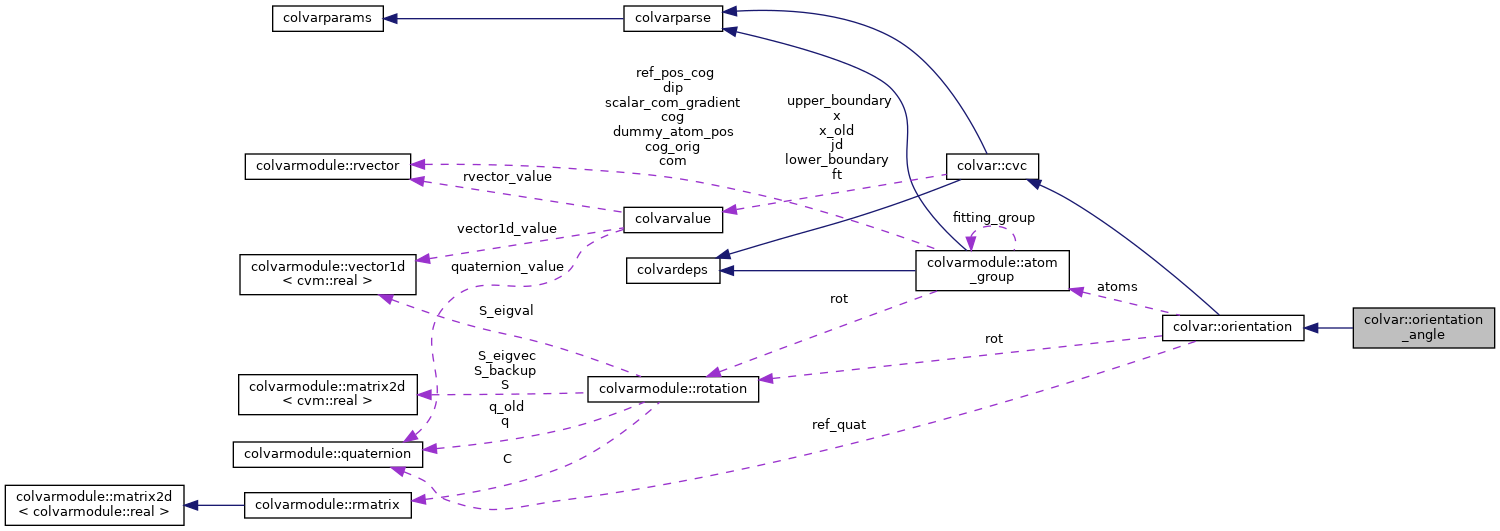 colvarparams
colvarparse
ref_pos_cog
dip
scalar_com_gradient
cog
dummy_atom_pos
cog_orig
com
upper_boundary
x
x_old
jd
lower_boundary
ft
colvarmodule::rvector
colvar::cvc
rvector_value
colvarvalue
fitting_group
vector1d_value
colvarmodule::vector1d
< cvm::real >
quaternion_value
colvardeps
colvarmodule::atom
_group
atoms
rot
S_eigval
colvar::orientation
colvar::orientation
_angle
rot
S_eigvec
S_backup
S
colvarmodule::matrix2d
< cvm::real >
colvarmodule::rotation
q_old
q
ref_quat
colvarmodule::quaternion
C
colvarmodule::matrix2d
< colvarmodule::real >
colvarmodule::rmatrix